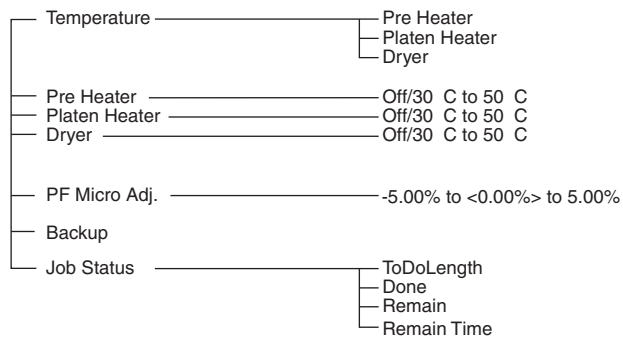 Temperature Pre Heater
Platen Heater
Dryer
Pre Heater Off/30 C to 50 C
Platen Heater Off/30 C to 50 C
Dryer Off/30 C to 50 C
PF Micro Adj. -5.00% to <0.00%> to 5.00%
Backup
Job Status ToDoLength
Done
Remain
Remain Time